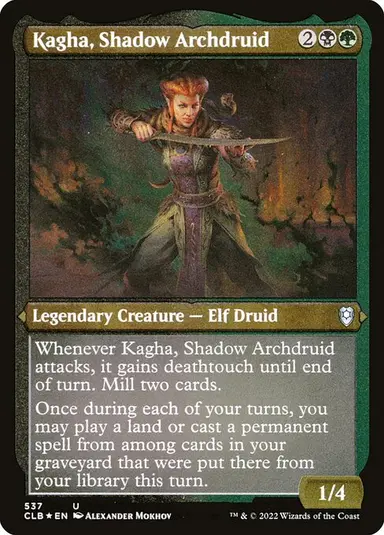 Kagha, Shadow Archdruid 2
Legendary Creature — Elf Druid
Whenever Kagha, Shadow Archdruid
attacks, it gains deathtouch until end
of turn. Mill two cards.
Once during each of your turns, you
may play a land or cast a permanent
spell from among cards in your
graveyard that were put there from
your library this turn.
1/4
537 U
CLB★EN Alexander Mokhov
™ & © 2022 Wizards of the Coast